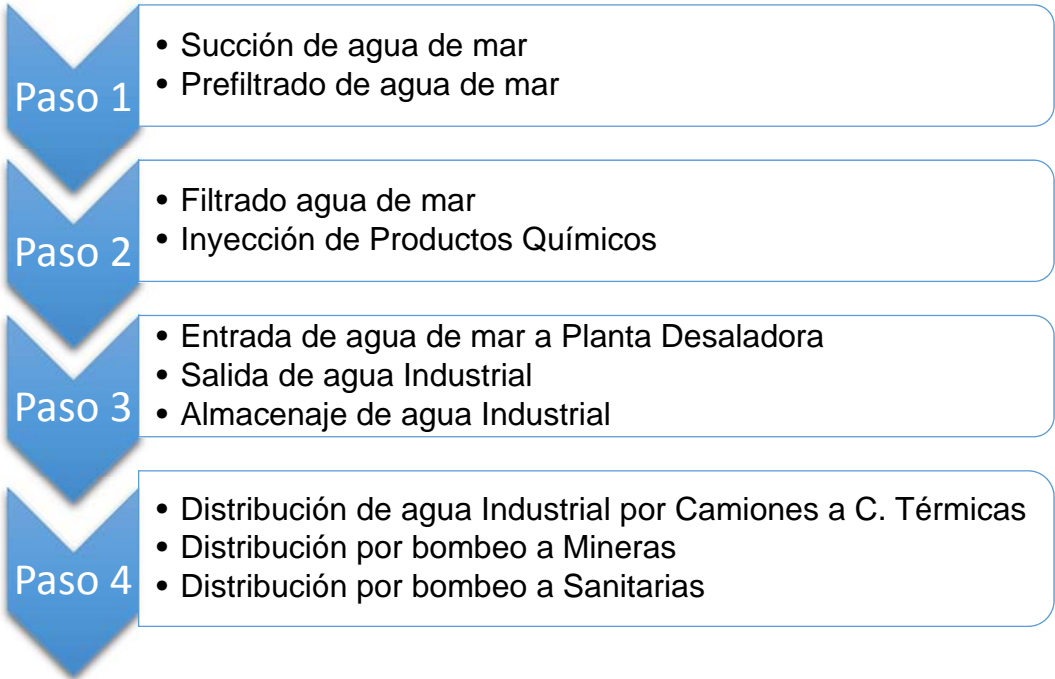 Paso 1
• Succión de agua de mar
• Prefiltrado de agua de mar
Paso 2
• Filtrado agua de mar
• Inyección de Productos Químicos
Paso 3
• Entrada de agua de mar a Planta Desaladora
• Salida de agua Industrial
• Almacenaje de agua Industrial
Paso 4
• Distribución de agua Industrial por Camiones a C. Térmicas
• Distribución por bombeo a Mineras
• Distribución por bombeo a Sanitarias